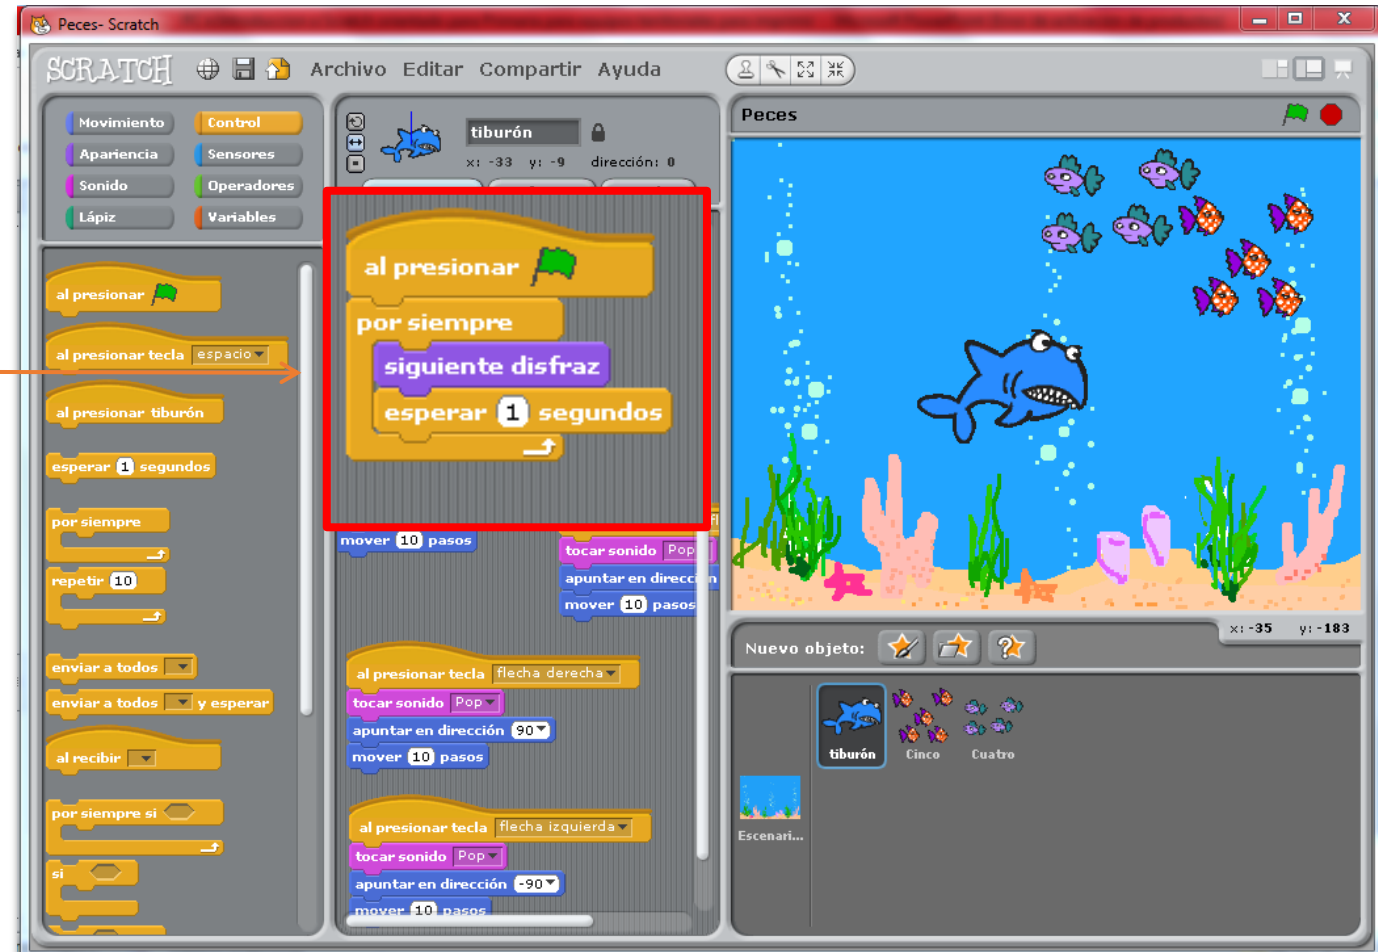 Peces- Scratch
SCRATCH Archivo Editar Compartir Ayuda
Movimiento Control
Apariencia Sensores
Sonido Operadores
Lápiz Variables
al presionar
al presionar tecla espacio
al presionar tiburón
esperar 1 segundos
por siempre
repetir 10
enviar a todos
enviar a todos y esperar
al recibir
por siempre si
si
tiburón
x: -33 y: -9 dirección: 0
al presionar
por siempre
siguiente disfraz
esperar 1 segundos
mover 10 pasos
tocar sonido Pop
apuntar en dirección
mover 10 pasos
al presionar tecla flecha derecha
tocar sonido Pop
apuntar en dirección 90
mover 10 pasos
al presionar tecla flecha izquierda
tocar sonido Pop
apuntar en dirección -90
mover 10 pasos
Peces
x: -35 y: -183
Nuevo objeto:
tiburón Cinco Cuatro
Escenari...